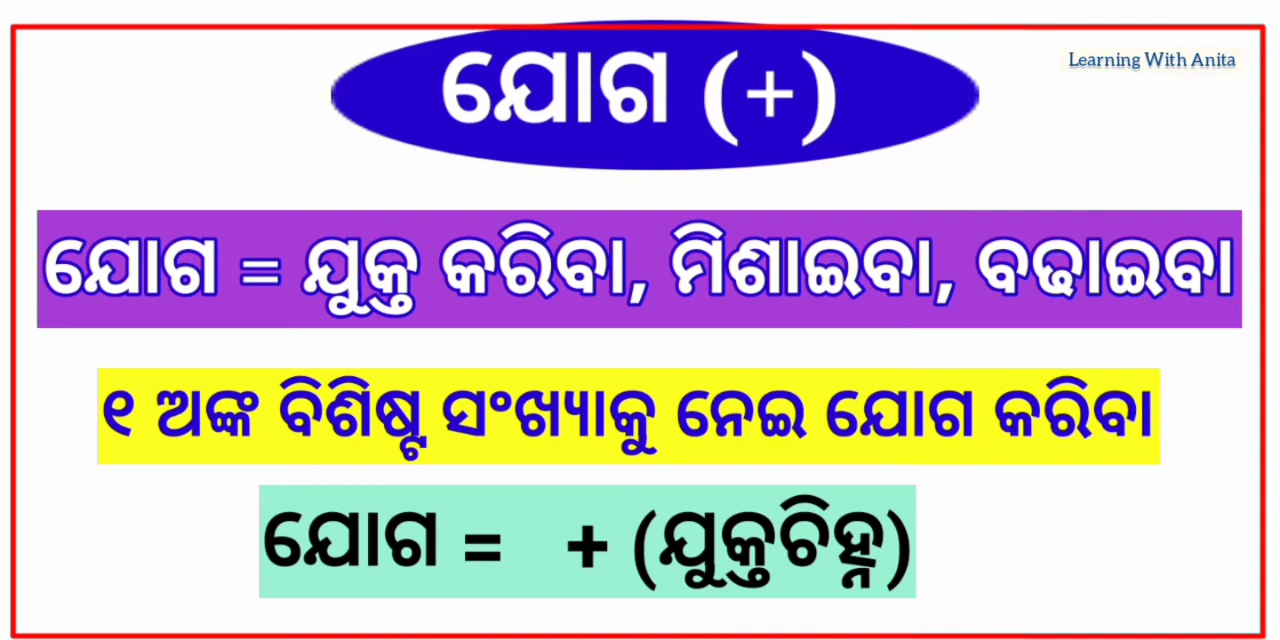 ଯୋଗ (+)
Learning With Anita
ଯୋଗ = ଯୁକ୍ତ କରିବା, ମିଶାଇବା, ବଢାଇବା
୧ ଅଙ୍କ ବିଶିଷ୍ଟ ସଂଖ୍ୟାକୁ ନେଇ ଯୋଗ କରିବା
ଯୋଗ = + (ଯୁକ୍ତଚିହ୍ନ)